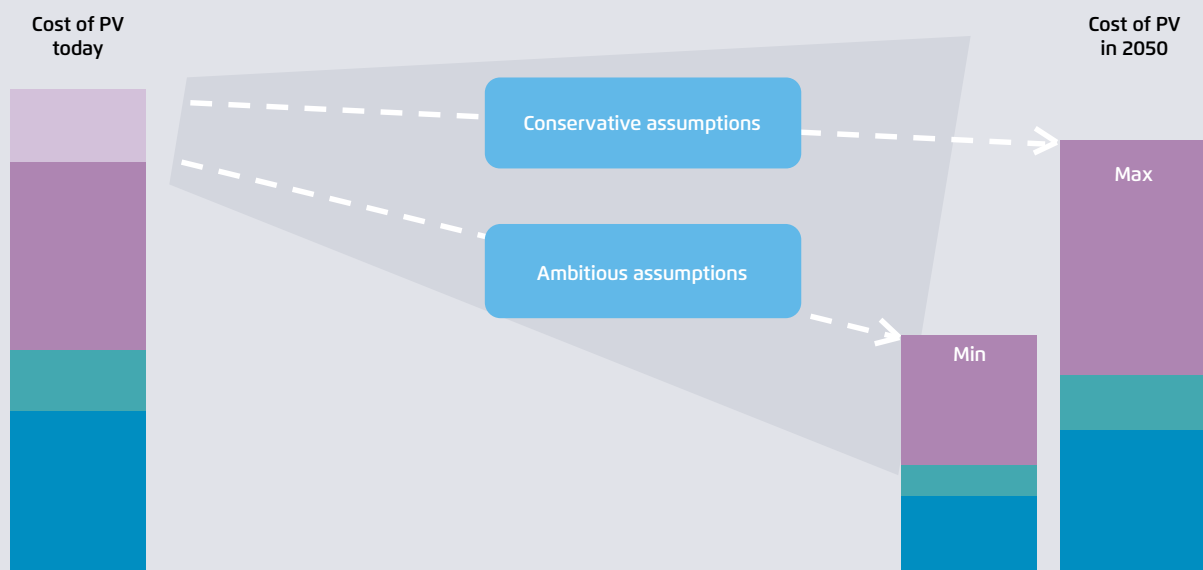 Cost of PV
today
Cost of PV
in 2050
Conservative assumptions
Max
Ambitious assumptions
Min